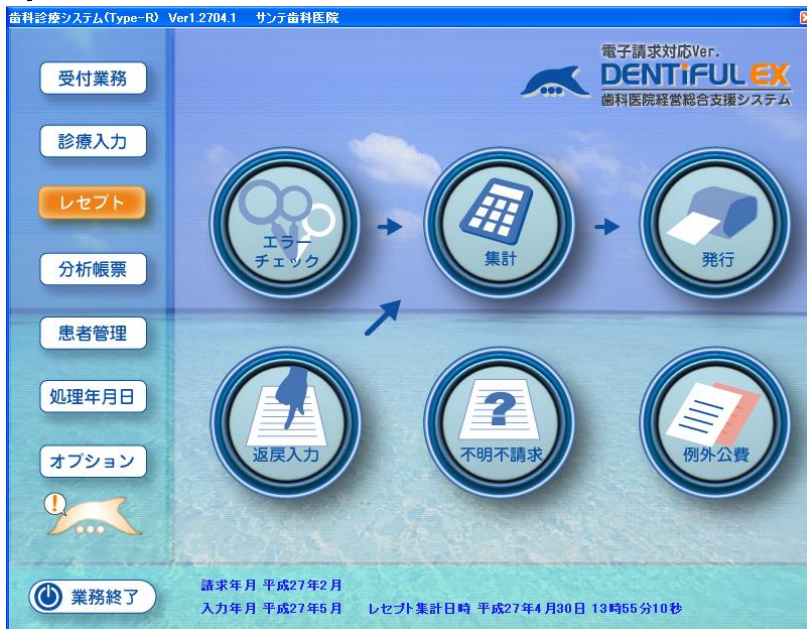 歯科診療システム(Type-R) Ver1.2704.1 サンテ歯科医院
電子請求対応Ver.
DENTiFUL EX
歯科医院経営総合支援システム
受付業務
診療入力
レセプト
分析帳票
患者管理
処理年月日
オプション
業務終了
エラー
チェック
集計
発行
返戻入力
不明不請求
例外公費
請求年月 平成27年2月
入力年月 平成27年5月 レセプト集計日時 平成27年4月30日 13時55分10秒